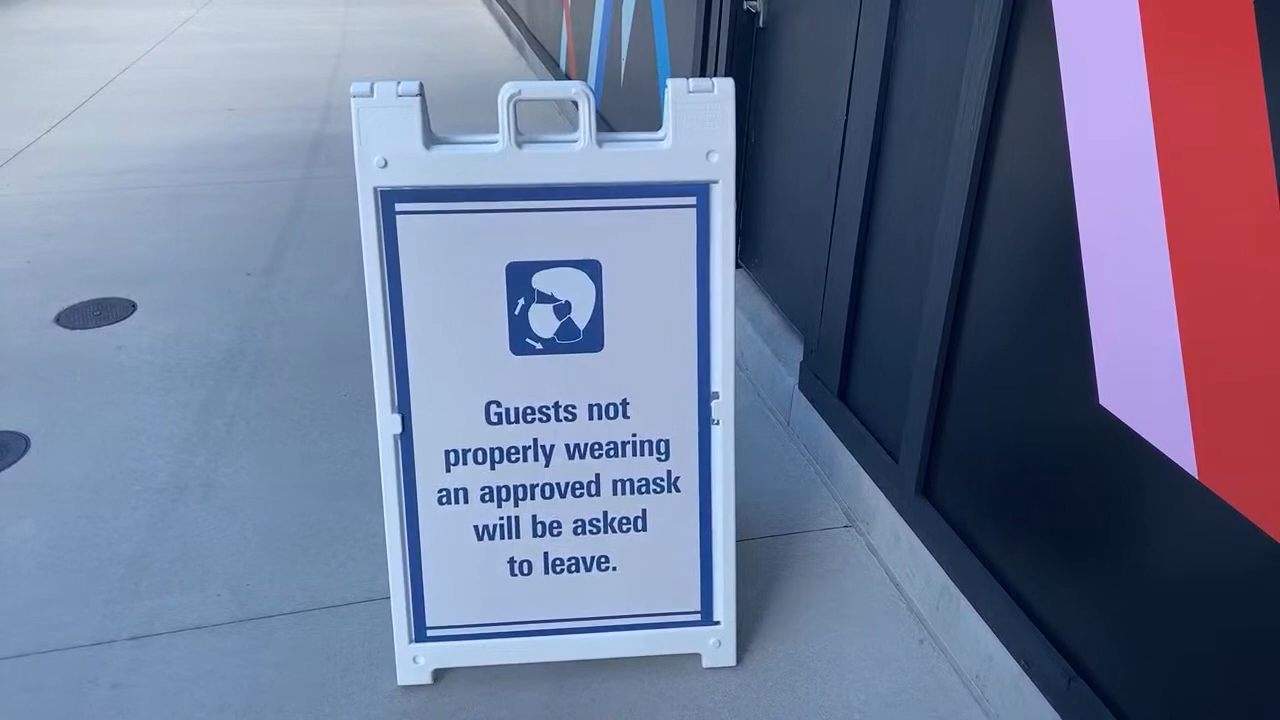 Guests not
properly wearing
an approved mask
will be asked
to leave.